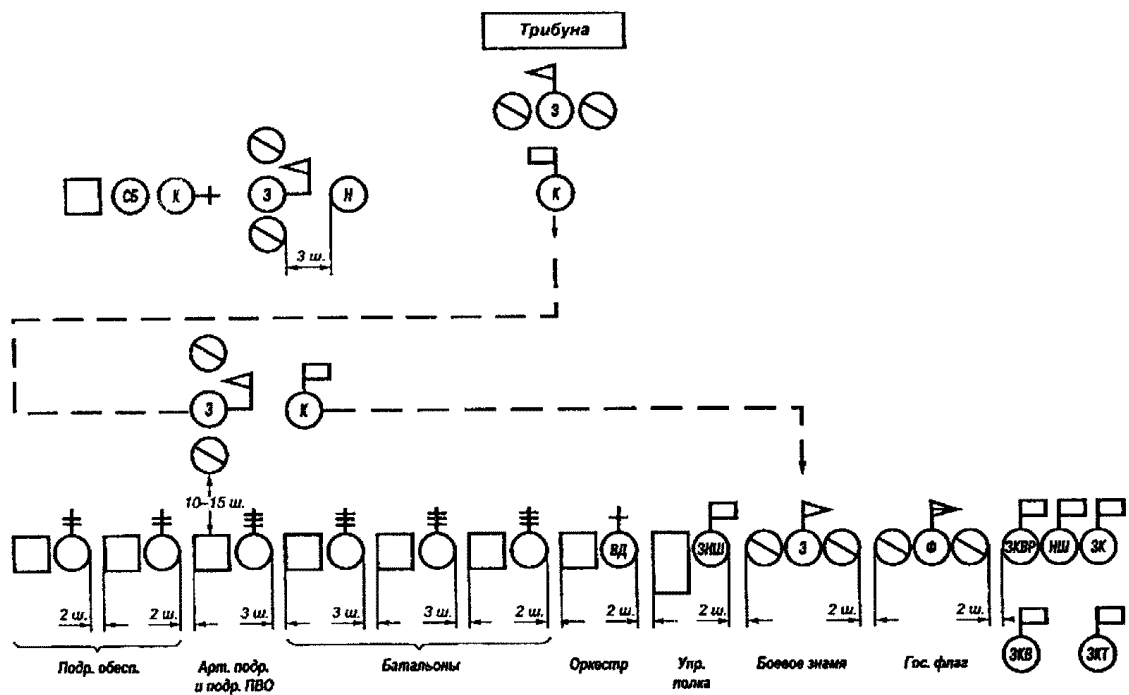 Трибуна
З
К
СБ
К
З
Н
3 ш.
З
К
10–15 ш.
ВД
ЗНШ
З
Ф
ЗКВР
НШ
ЗК
2 ш.
2 ш.
3 ш.
3 ш.
3 ш.
2 ш.
2 ш.
2 ш.
2 ш.
2 ш.
ЗКВ
ЗКТ
Подр. обесп.
Арт. подр.
и подр. ПВО
Батальоны
Оркестр
Упр.
полка
Боевое знамя
Гос. флаг